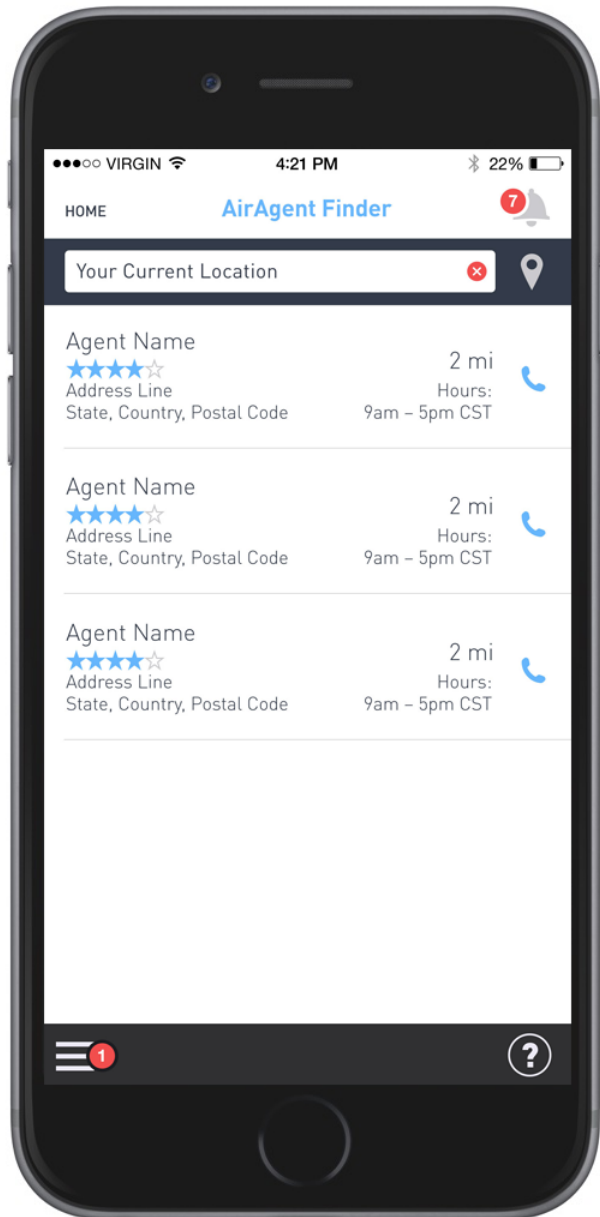 ●●●○○ VIRGIN 4:21 PM 22%
HOME AirAgent Finder 7
Your Current Location
Agent Name
2 mi
★★★★☆
Address Line Hours:
State, Country, Postal Code 9am – 5pm CST
Agent Name
2 mi
★★★★☆
Address Line Hours:
State, Country, Postal Code 9am – 5pm CST
Agent Name
2 mi
★★★★☆
Address Line Hours:
State, Country, Postal Code 9am – 5pm CST
1 ?